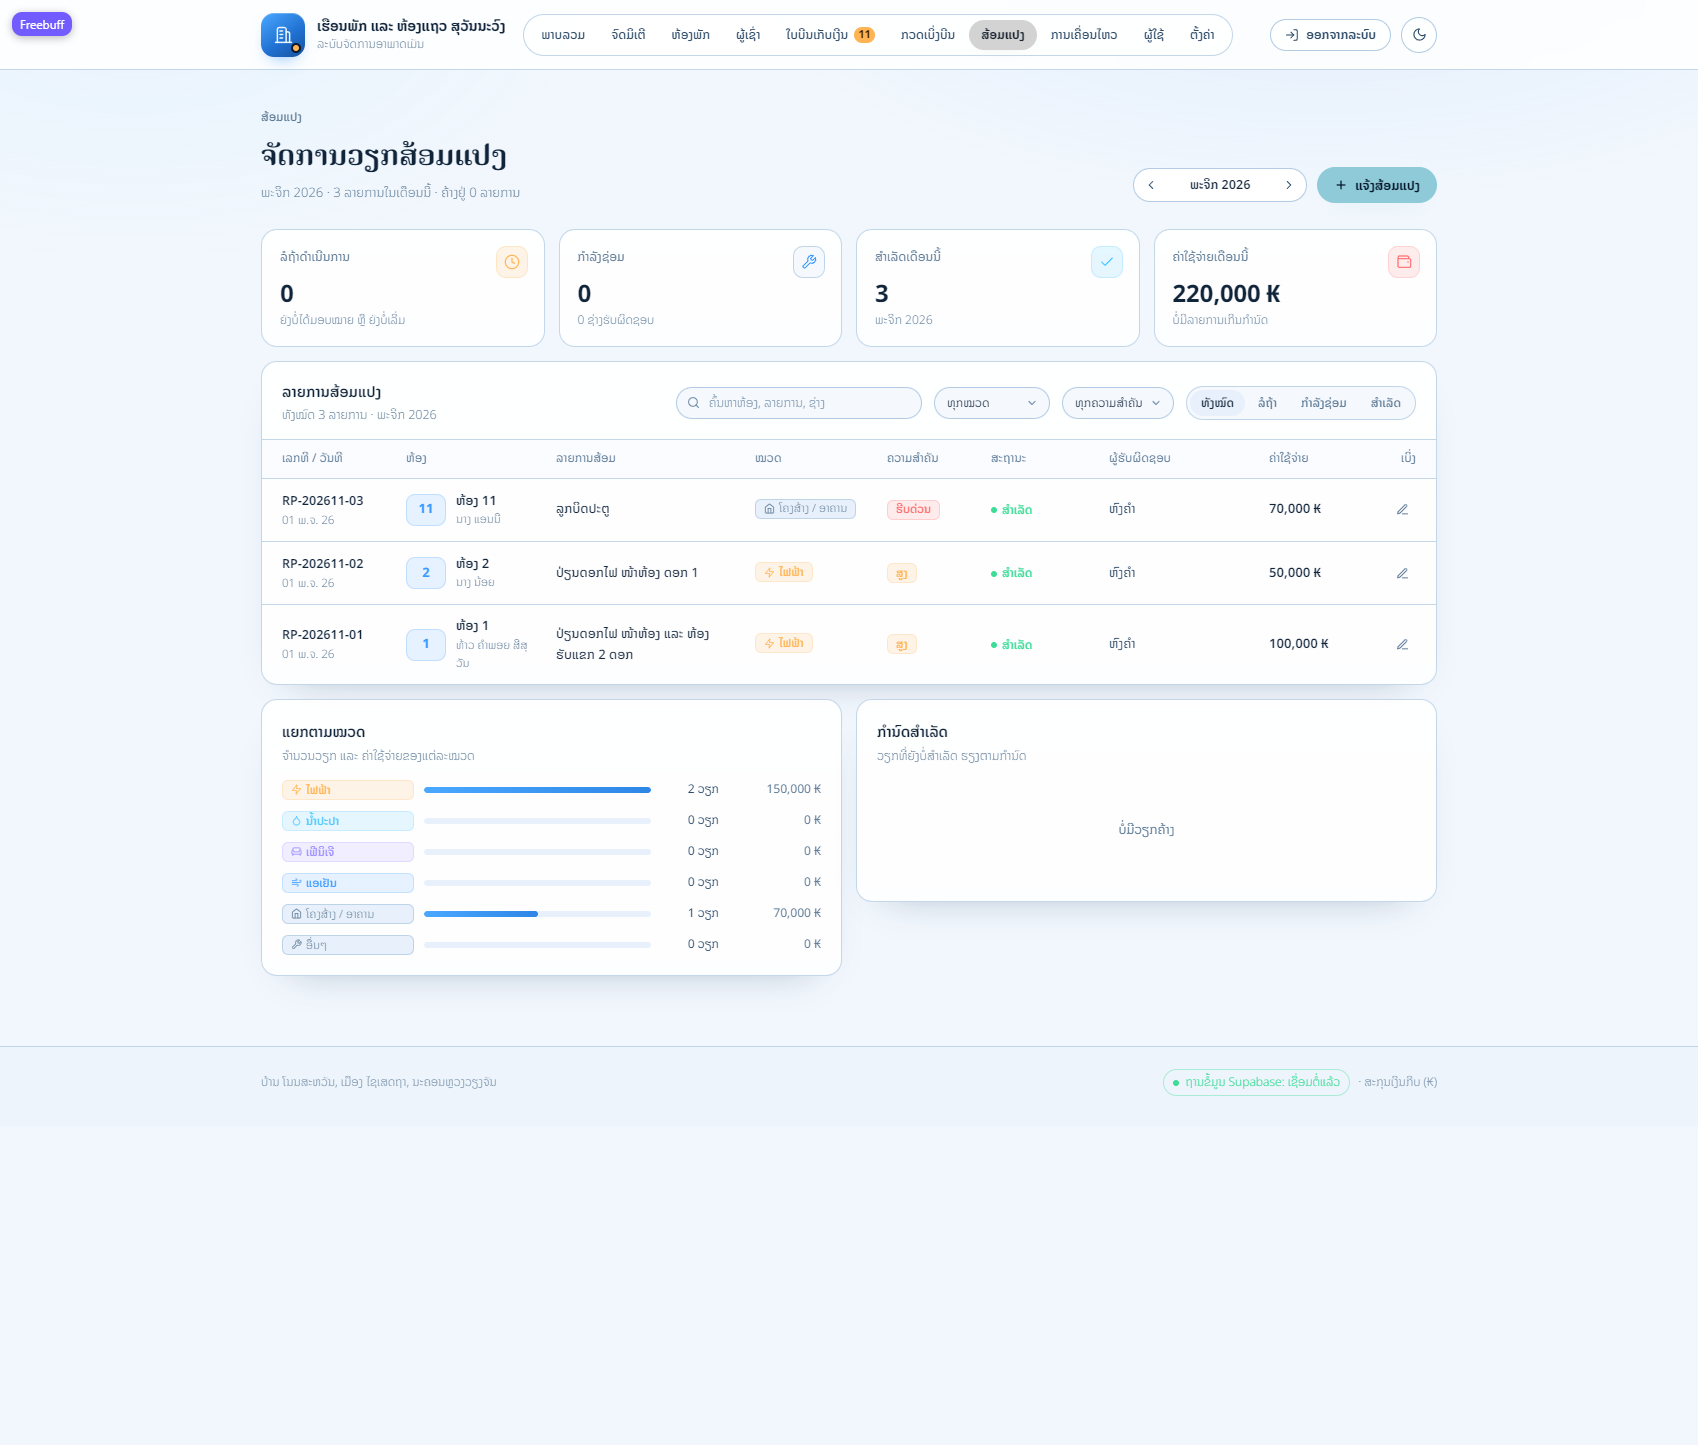 Freebuff
ເຮືອນພັກ ແລະ ຫ້ອງແຖວ ສຸວັນນະວົງ
ລະບົບຈັດການອາພາດເມັນ
ພາບລວມ
ຈົດມິເຕີ
ຫ້ອງພັກ
ຜູ້ເຊົ່າ
ໃບບິນເກັບເງິນ 11
ກວດເບິ່ງບິນ
ສ້ອມແປງ
ການເຄື່ອນໄຫວ
ຜູ້ໃຊ້
ຕັ້ງຄ່າ
ອອກຈາກລະບົບ
ສ້ອມແປງ
ຈັດການວຽກສ້ອມແປງ
ພະຈິກ 2026 · 3 ລາຍການໃນເດືອນນີ້ · ຄ້າງຢູ່ 0 ລາຍການ
ພະຈິກ 2026
ແຈ້ງສ້ອມແປງ
ລໍຖ້າດຳເນີນການ
0
ຍັງບໍ່ໄດ້ມອບໝາຍ ຫຼື ຍັງບໍ່ເລີ່ມ
ກຳລັງຊ່ອມ
0
0 ຊ່າງຮັບຜິດຊອບ
ສຳເລັດເດືອນນີ້
3
ພະຈິກ 2026
ຄ່າໃຊ້ຈ່າຍເດືອນນີ້
220,000 ₭
ບໍ່ມີລາຍການເກີນກຳນົດ
ລາຍການສ້ອມແປງ
ທັງໝົດ 3 ລາຍການ · ພະຈິກ 2026
ຄົ້ນຫາຫ້ອງ, ລາຍການ, ຊ່າງ
ທຸກໝວດ
ທຸກຄວາມສຳຄັນ
ທັງໝົດ
ລໍຖ້າ
ກຳລັງຊ່ອມ
ສຳເລັດ
ເລກທີ / ວັນທີ
ຫ້ອງ
ລາຍການສ້ອມ
ໝວດ
ຄວາມສຳຄັນ
ສະຖານະ
ຜູ້ຮັບຜິດຊອບ
ຄ່າໃຊ້ຈ່າຍ
ເບິ່ງ
RP-202611-03
01 ພ.ຈ. 26
11
ຫ້ອງ 11
ນາງ ແອນນີ
ລູກບິດປະຕູ
ໂຄງສ້າງ / ອາຄານ
ຮີບດ່ວນ
ສຳເລັດ
ທົງຄຳ
70,000 ₭
RP-202611-02
01 ພ.ຈ. 26
2
ຫ້ອງ 2
ນາງ ນ້ອຍ
ປ່ຽນດອກໄຟ ໜ້າຫ້ອງ ດອກ 1
ໄຟຟ້າ
ສູງ
ສຳເລັດ
ທົງຄຳ
50,000 ₭
RP-202611-01
01 ພ.ຈ. 26
1
ຫ້ອງ 1
ທ້າວ ຄຳພອຍ ສີສຸ
ວັນ
ປ່ຽນດອກໄຟ ໜ້າຫ້ອງ ແລະ ຫ້ອງ
ຮັບແຂກ 2 ດອກ
ໄຟຟ້າ
ສູງ
ສຳເລັດ
ທົງຄຳ
100,000 ₭
ແຍກຕາມໝວດ
ຈຳນວນວຽກ ແລະ ຄ່າໃຊ້ຈ່າຍຂອງແຕ່ລະໝວດ
ໄຟຟ້າ 2 ວຽກ 150,000 ₭
ນ້ຳປະປາ 0 ວຽກ 0 ₭
ເຟີນິເຈີ 0 ວຽກ 0 ₭
ແອເຢັນ 0 ວຽກ 0 ₭
ໂຄງສ້າງ / ອາຄານ 1 ວຽກ 70,000 ₭
ອື່ນໆ 0 ວຽກ 0 ₭
ກຳນົດສຳເລັດ
ວຽກທີ່ຍັງບໍ່ສຳເລັດ ຮຽງຕາມກຳນົດ
ບໍ່ມີວຽກຄ້າງ
ບ້ານ ໂນນສະຫວັນ, ເມືອງ ໄຊເສດຖາ, ນະຄອນຫຼວງວຽງຈັນ
ຖານຂໍ້ມູນ Supabase: ເຊື່ອມຕໍ່ແລ້ວ
· ສະກຸນເງິນກີບ (₭)